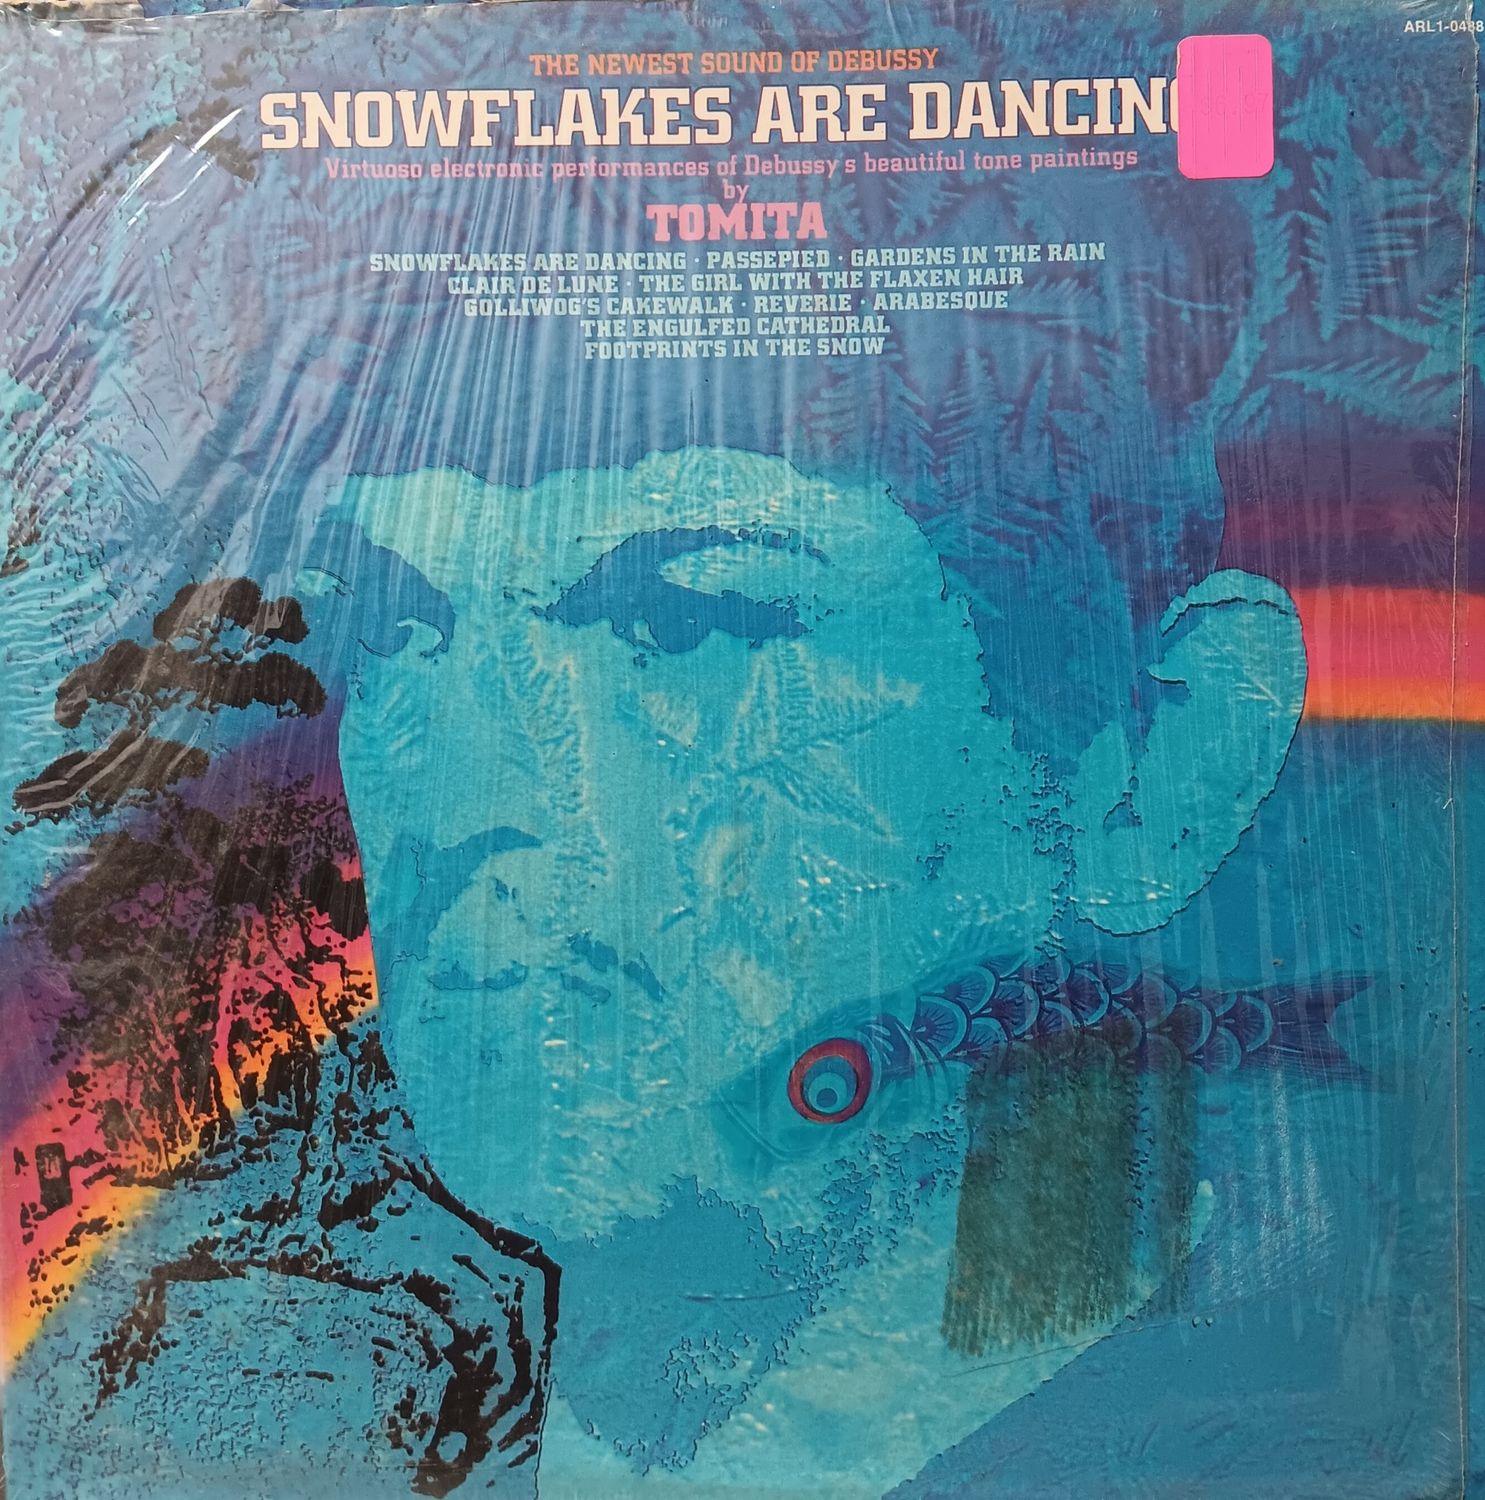 ARL1-0488
THE NEWEST SOUND OF DEBUSSY
SNOWFLAKES ARE DANCING
Virtuoso electronic performances of Debussy's beautiful tone paintings
by
TOMITA
SNOWFLAKES ARE DANCING · PASSEPIED · GARDENS IN THE RAIN
CLAIR DE LUNE · THE GIRL WITH THE FLAXEN HAIR
GOLLIWOG'S CAKEWALK · REVERIE · ARABESQUE
THE ENGULFED CATHEDRAL
FOOTPRINTS IN THE SNOW